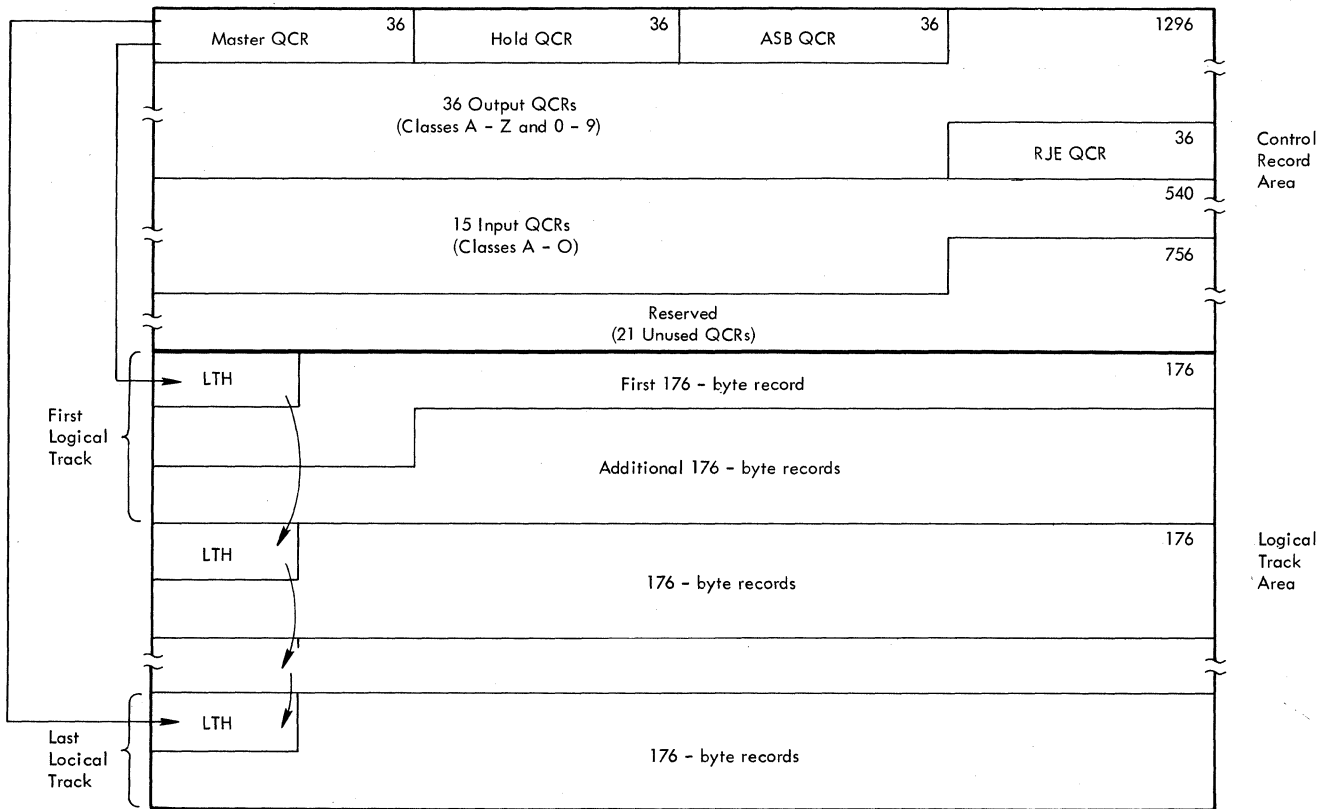 36
Master QCR
36
Hold QCR
36
ASB QCR
1296
36 Output QCRs
(Classes A - Z and 0 - 9)
36
RJE QCR
Control
Record
Area
540
15 Input QCRs
(Classes A - O)
756
Reserved
(21 Unused QCRs)
LTH
First 176 - byte record
176
First
Logical
Track
Additional 176 - byte records
LTH
176
176 - byte records
Logical
Track
Area
LTH
176 - byte records
Last
Locical
Track